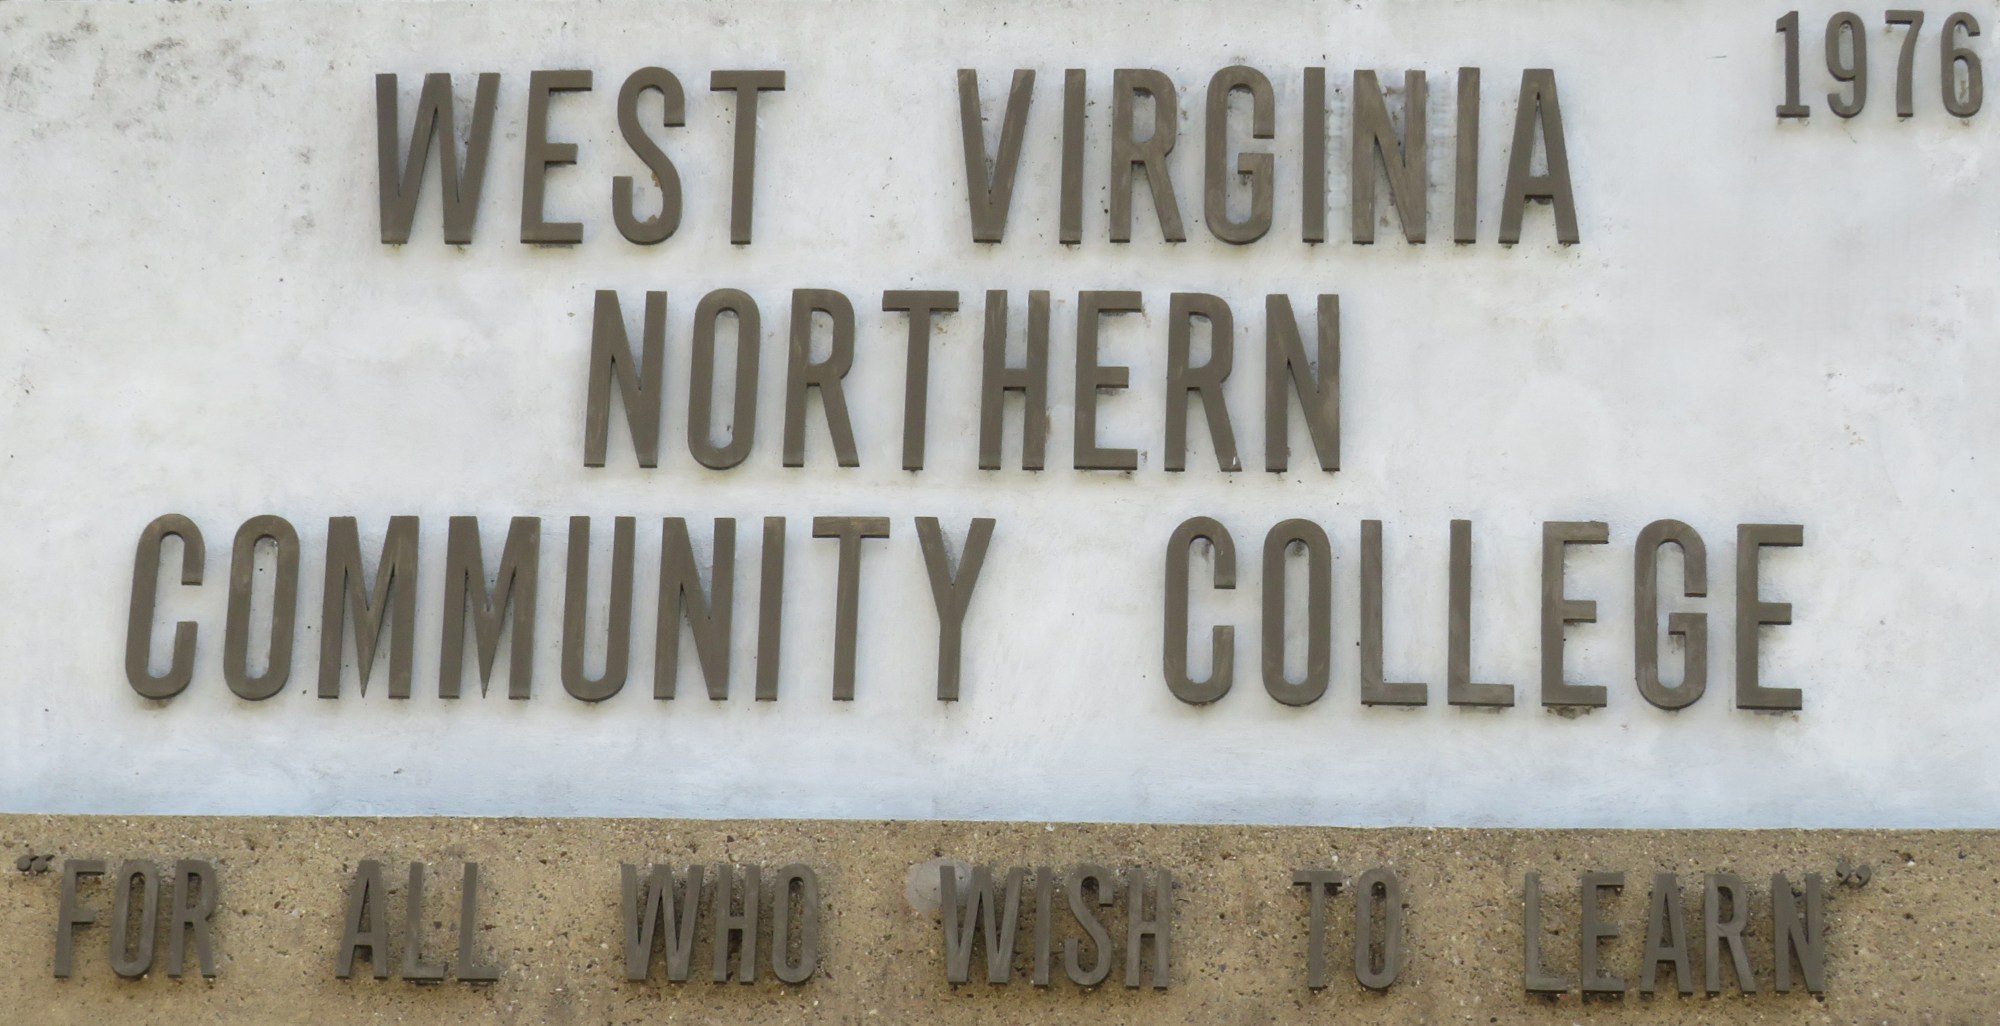 1976
WEST VIRGINIA
NORTHERN
COMMUNITY COLLEGE
“FOR ALL WHO WISH TO LEARN”